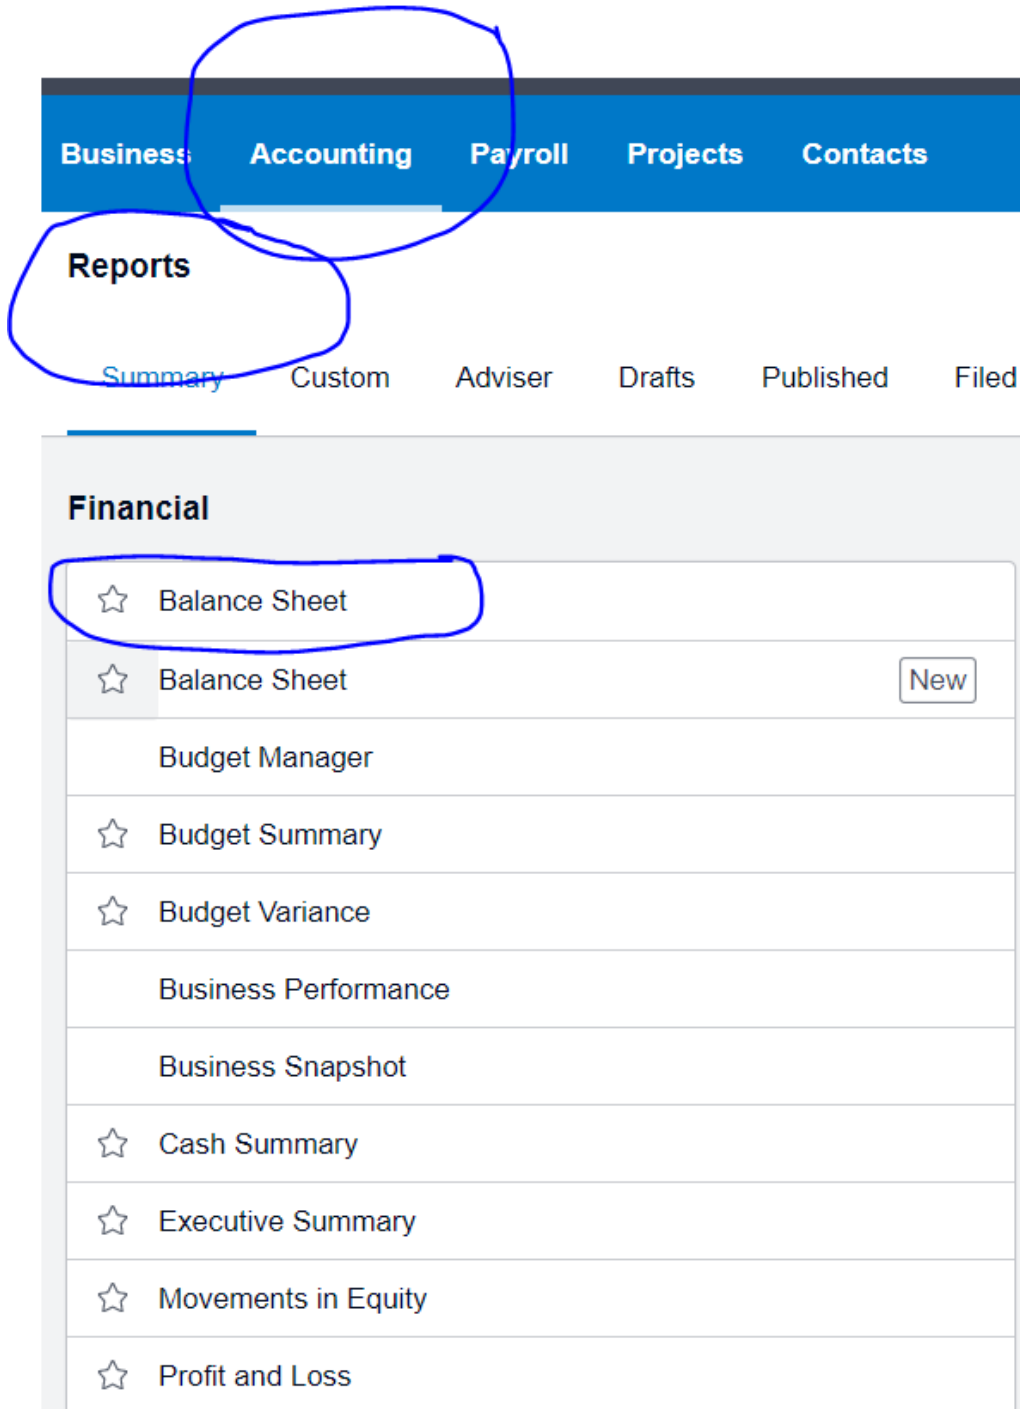 Business Accounting Payroll Projects Contacts
Reports
Summary Custom Adviser Drafts Published Filed
Financial
Balance Sheet
Balance Sheet New
Budget Manager
Budget Summary
Budget Variance
Business Performance
Business Snapshot
Cash Summary
Executive Summary
Movements in Equity
Profit and Loss